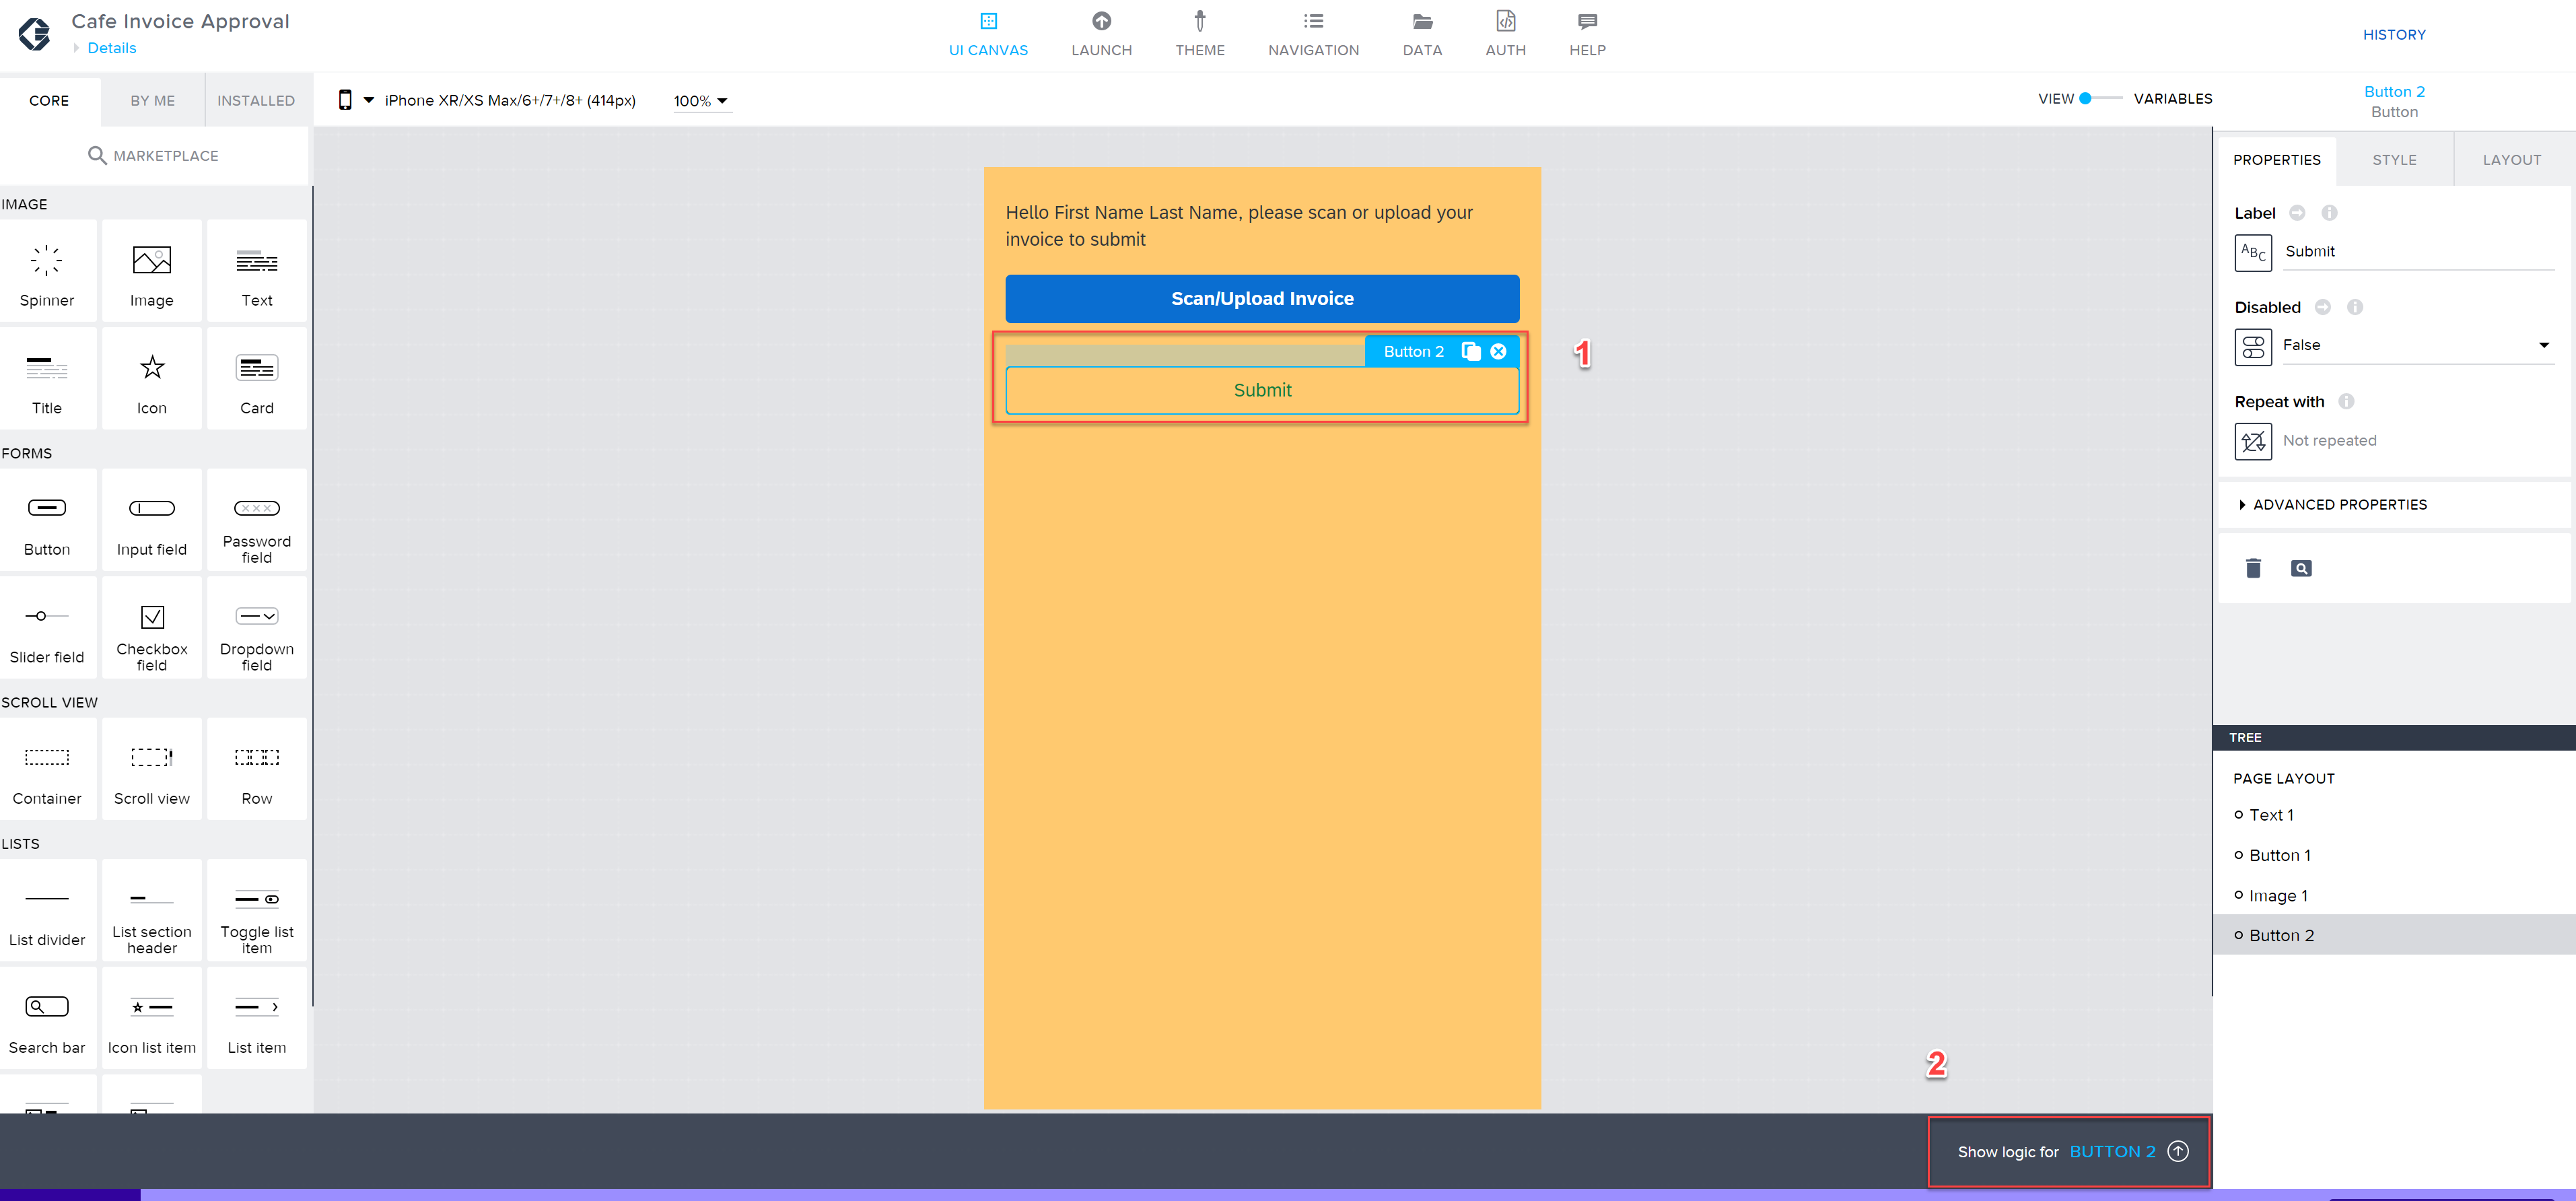 Cafe Invoice Approval
Details
UI CANVAS
LAUNCH
THEME
NAVIGATION
DATA
AUTH
HELP
HISTORY
CORE
BY ME
INSTALLED
iPhone XR/XS Max/6+/7+/8+ (414px)
100%
VIEW
VARIABLES
Button 2
Button
MARKETPLACE
IMAGE
Spinner
Image
Text
Title
Icon
Card
FORMS
Button
Input field
Password
field
Slider field
Checkbox
field
Dropdown
field
SCROLL VIEW
Container
Scroll view
Row
LISTS
List divider
List section
header
Toggle list
item
Search bar
Icon list item
List item
Hello First Name Last Name, please scan or upload your
invoice to submit
Scan/Upload Invoice
Button 2
Submit
1
2
Show logic for BUTTON 2
PROPERTIES
STYLE
LAYOUT
Label
ABC
Submit
Disabled
False
Repeat with
Not repeated
ADVANCED PROPERTIES
TREE
PAGE LAYOUT
Text 1
Button 1
Image 1
Button 2